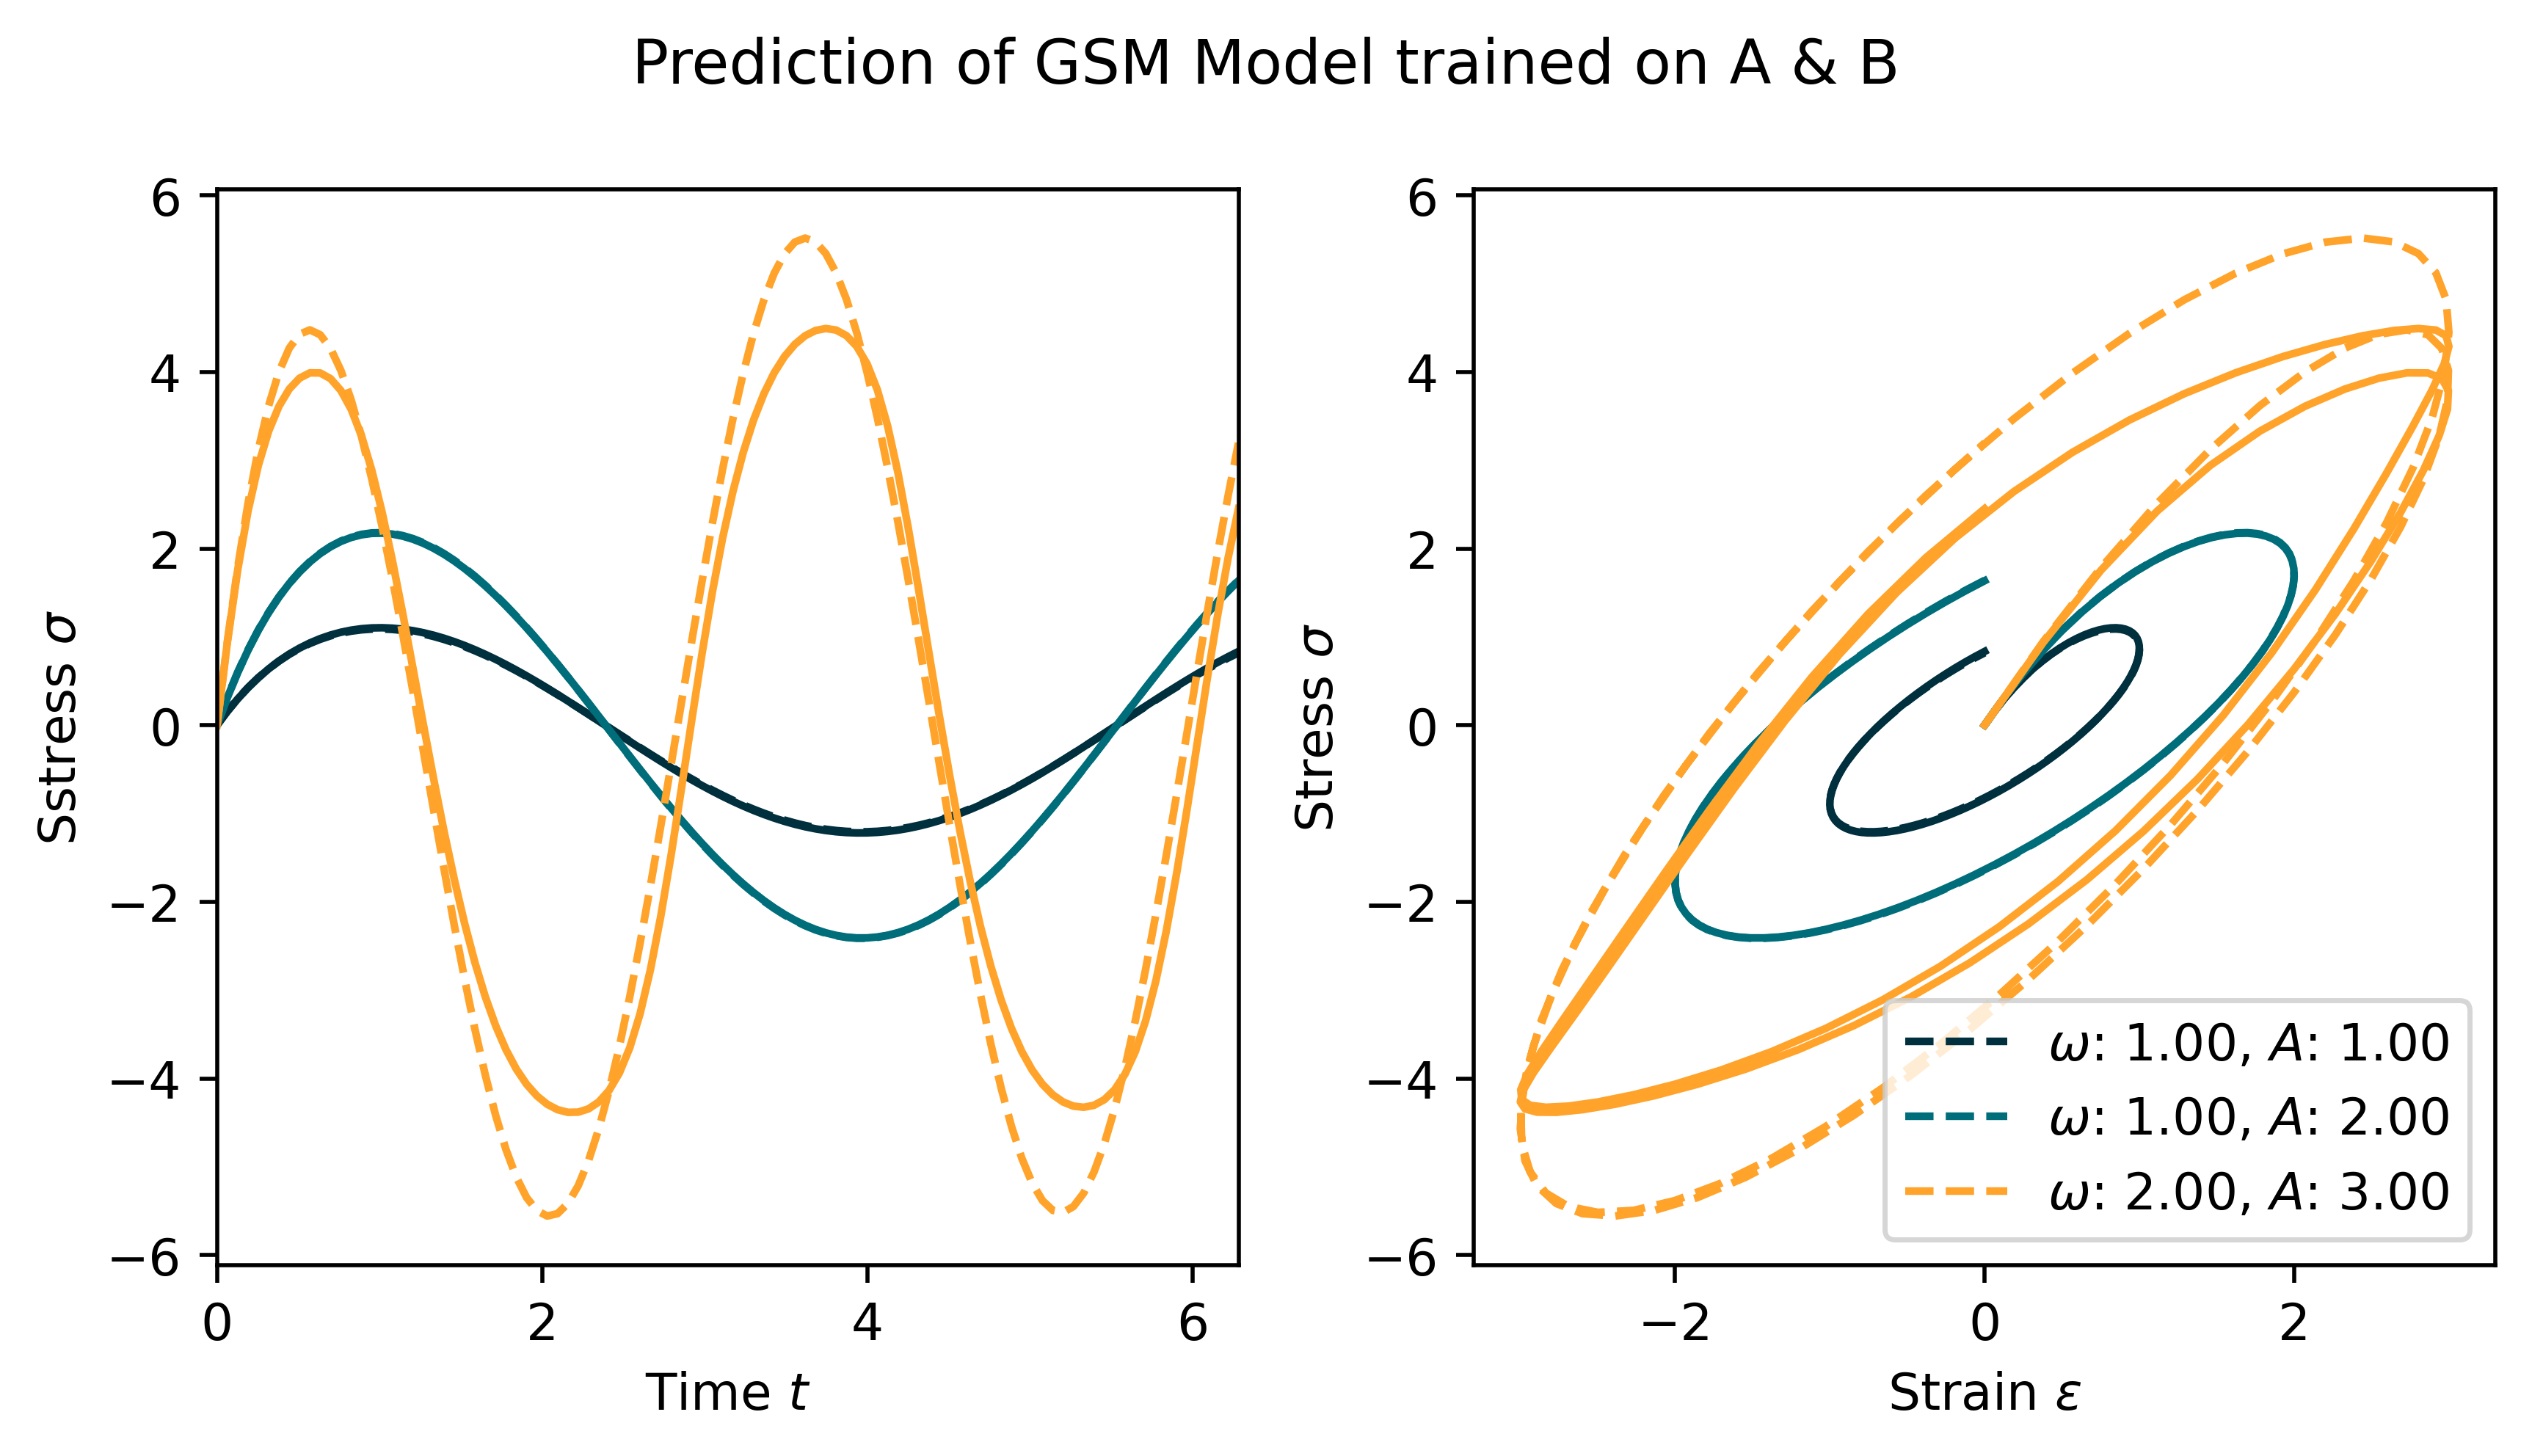 Prediction of GSM Model trained on A & B
Sstress σ
6
4
2
0
−2
−4
−6
0 2 4 6
Time t
Stress σ
6
4
2
0
−2
−4
−6
−2 0 2
Strain ε
ω: 1.00, A: 1.00
ω: 1.00, A: 2.00
ω: 2.00, A: 3.00